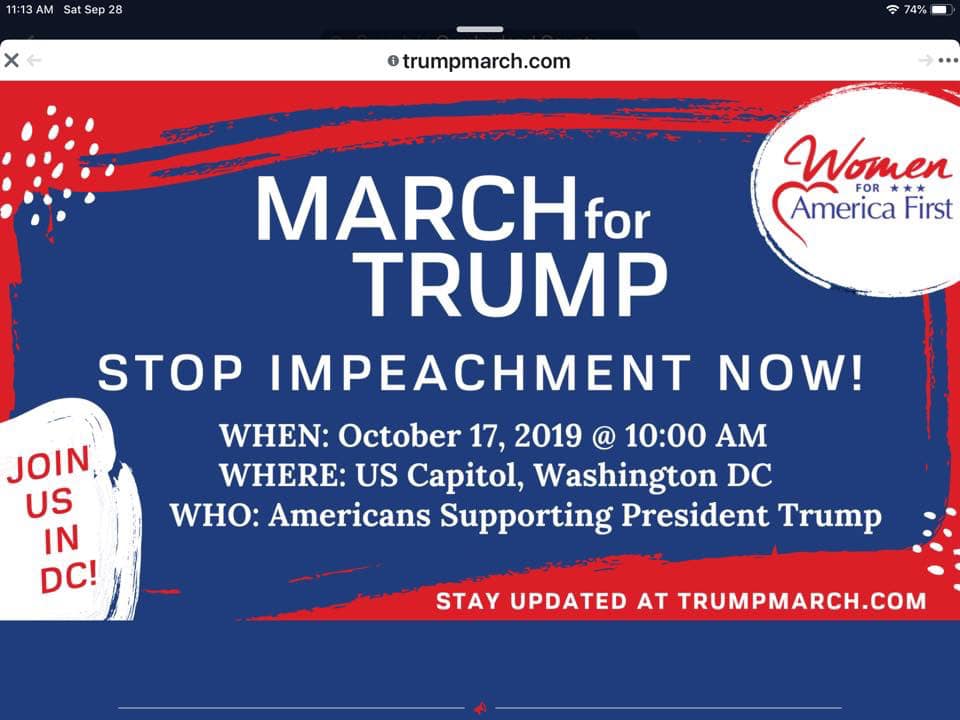 11:13 AM Sat Sep 28
74%
trumpmarch.com
Women
FOR
America First
MARCH for
TRUMP
STOP IMPEACHMENT NOW!
WHEN: October 17, 2019 @ 10:00 AM
WHERE: US Capitol, Washington DC
WHO: Americans Supporting President Trump
JOIN
US
IN
DC!
STAY UPDATED AT TRUMPMARCH.COM